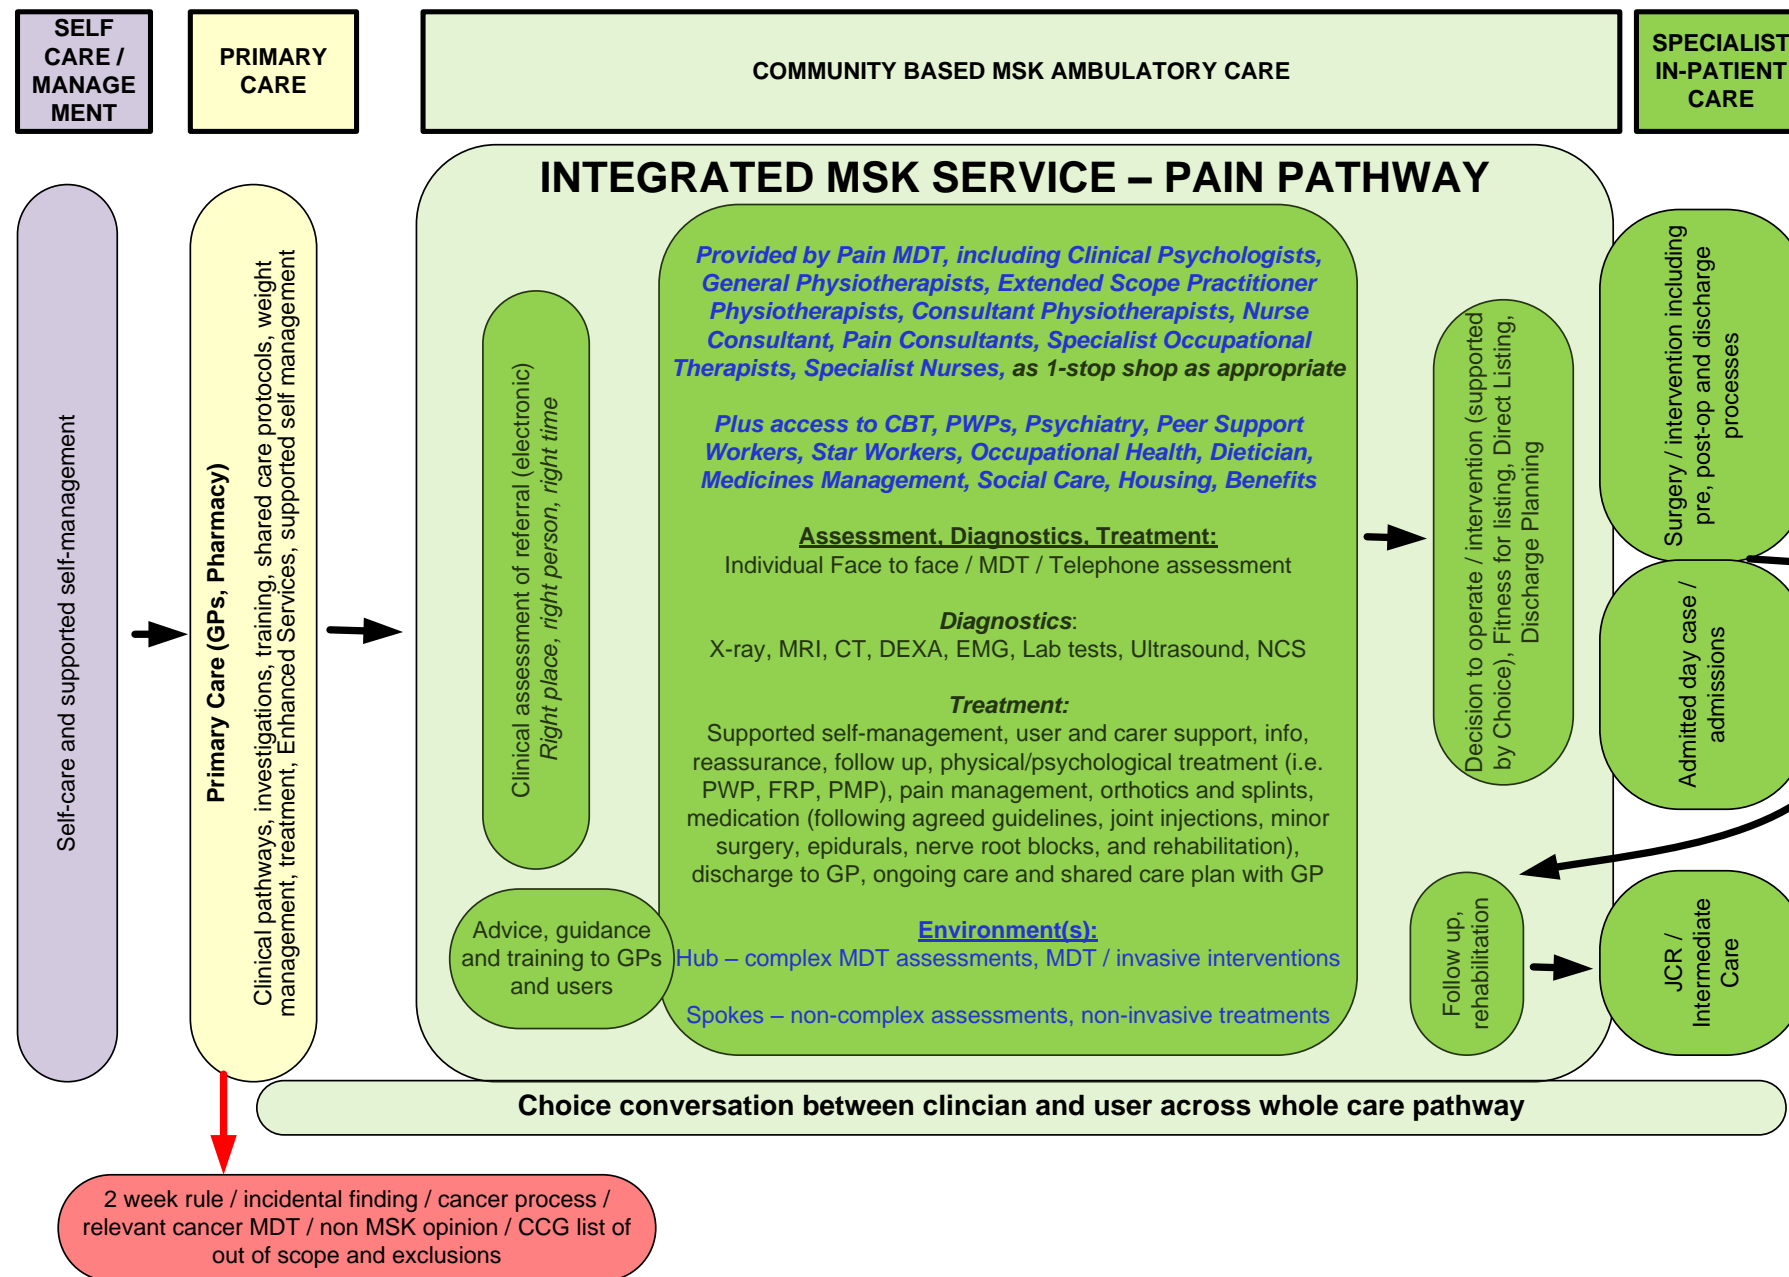 SELF
CARE /
MANAGE
MENT
PRIMARY
CARE
COMMUNITY BASED MSK AMBULATORY CARE
SPECIALIST
IN-PATIENT
CARE
INTEGRATED MSK SERVICE – PAIN PATHWAY
Self-care and supported self-management
Primary Care (GPs, Pharmacy)
Clinical pathways, investigations, training, shared care protocols, weight
management, treatment, Enhanced Services, supported self management
Clinical assessment of referral (electronic)
Right place, right person, right time
Advice, guidance
and training to GPs
and users
Provided by Pain MDT, including Clinical Psychologists,
General Physiotherapists, Extended Scope Practitioner
Physiotherapists, Consultant Physiotherapists, Nurse
Consultant, Pain Consultants, Specialist Occupational
Therapists, Specialist Nurses, as 1-stop shop as appropriate
Plus access to CBT, PWPs, Psychiatry, Peer Support
Workers, Star Workers, Occupational Health, Dietician,
Medicines Management, Social Care, Housing, Benefits
Assessment, Diagnostics, Treatment:
Individual Face to face / MDT / Telephone assessment
Diagnostics:
X-ray, MRI, CT, DEXA, EMG, Lab tests, Ultrasound, NCS
Treatment:
Supported self-management, user and carer support, info,
reassurance, follow up, physical/psychological treatment (i.e.
PWP, FRP, PMP), pain management, orthotics and splints,
medication (following agreed guidelines, joint injections, minor
surgery, epidurals, nerve root blocks, and rehabilitation),
discharge to GP, ongoing care and shared care plan with GP
Environment(s):
Hub – complex MDT assessments, MDT / invasive interventions
Spokes – non-complex assessments, non-invasive treatments
Decision to operate / intervention (supported
by Choice), Fitness for listing, Direct Listing,
Discharge Planning
Follow up,
rehabilitation
Surgery / intervention including
pre, post-op and discharge
processes
Admitted day case /
admissions
JCR /
Intermediate
Care
Choice conversation between clincian and user across whole care pathway
2 week rule / incidental finding / cancer process /
relevant cancer MDT / non MSK opinion / CCG list of
out of scope and exclusions